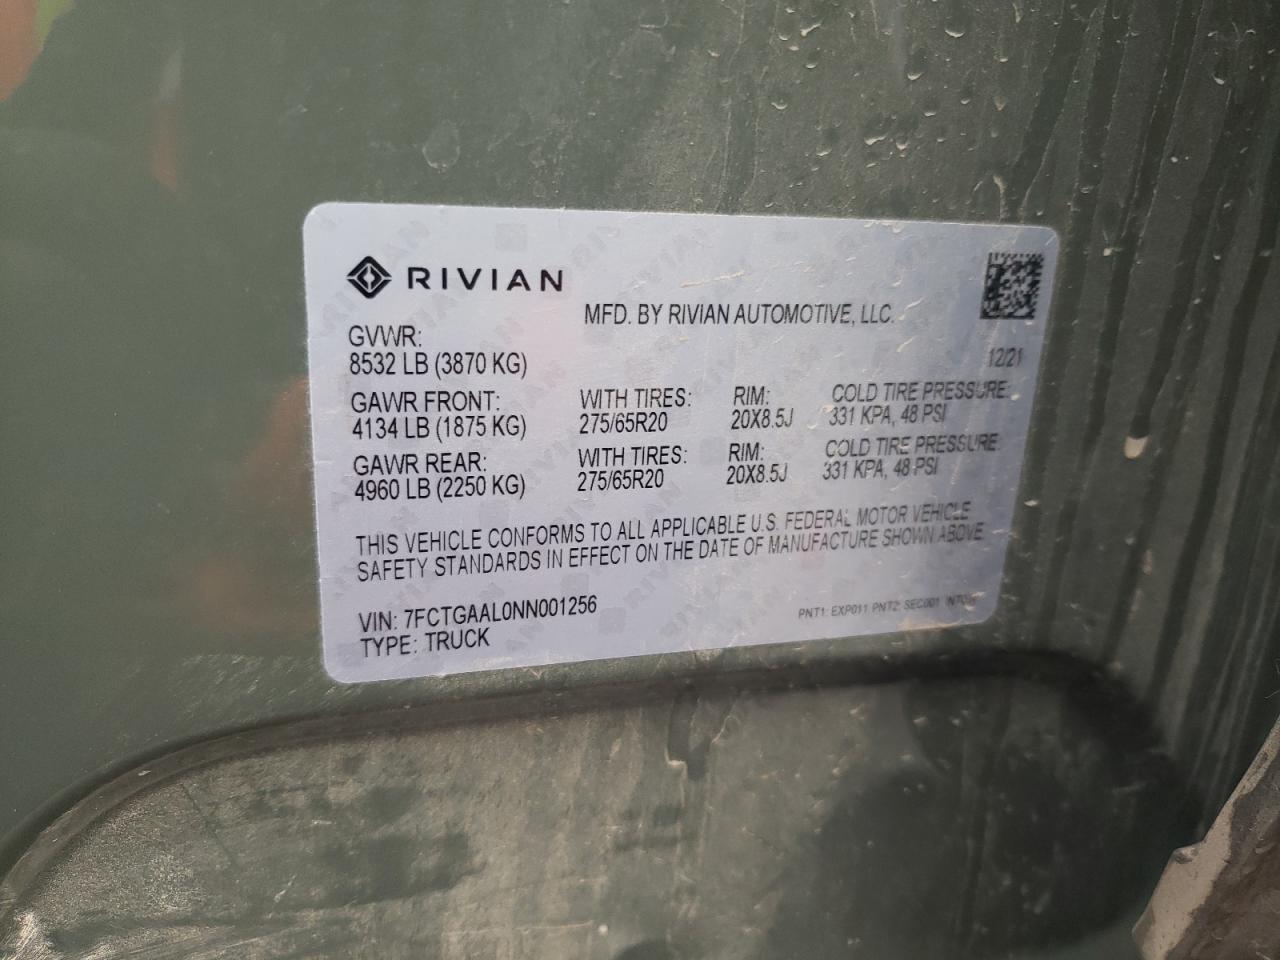 RIVIAN
MFD. BY RIVIAN AUTOMOTIVE, LLC.
GVWR:
8532 LB (3870 KG)
12/21
GAWR FRONT: WITH TIRES: RIM: COLD TIRE PRESSURE:
4134 LB (1875 KG) 275/65R20 20X8.5J 331 KPA, 48 PSI
GAWR REAR: WITH TIRES: RIM: COLD TIRE PRESSURE:
4960 LB (2250 KG) 275/65R20 20X8.5J 331 KPA, 48 PSI
THIS VEHICLE CONFORMS TO ALL APPLICABLE U.S. FEDERAL MOTOR VEHICLE
SAFETY STANDARDS IN EFFECT ON THE DATE OF MANUFACTURE SHOWN ABOVE
VIN: 7FCTGAAL0NN001256
TYPE: TRUCK
PNT1: EXP011 PNT2: SEC001